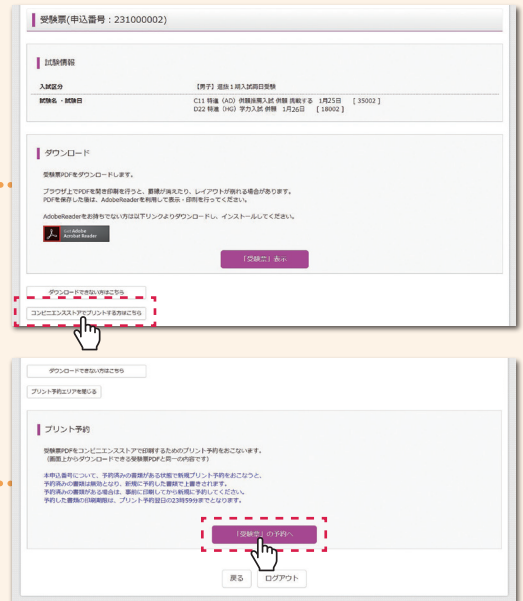 受験票(申込番号：231000002)
試験情報
入試区分 【男子】選抜１期入試両日受験
試験名・試験日 C11 特進（AD）併願推薦入試 併願 挑戦する 1月25日 [ 35002 ]
D22 特進（HG）学力入試 併願 1月26日 [ 18002 ]
ダウンロード
受験票PDFをダウンロードします。
ブラウザ上でPDFを開き印刷を行うと、罫線が消えたり、レイアウトが崩れる場合があります。
PDFを保存した後は、AdobeReaderを利用して表示・印刷を行ってください。
AdobeReaderをお持ちでない方は以下リンクよりダウンロードし、インストールしてください。
Get Adobe
Acrobat Reader
「受験票」表示
ダウンロードできない方はこちら
コンビニエンスストアでプリントする方はこちら
ダウンロードできない方はこちら
プリント予約エリアを閉じる
プリント予約
受験票PDFをコンビニエンスストアで印刷するためのプリント予約をおこないます。
（画面上からダウンロードできる受験票PDFと同一の内容です）
本申込番号について、予約済みの書類がある状態で新規プリント予約をおこなうと、
予約済みの書類は無効となり、新規に予約した書類で上書きされます。
予約済みの書類がある場合は、事前に印刷してから新規に予約してください。
予約した書類の印刷期限は、プリント予約翌日の23時59分までとなります。
「受験票」の予約へ
戻る ログアウト